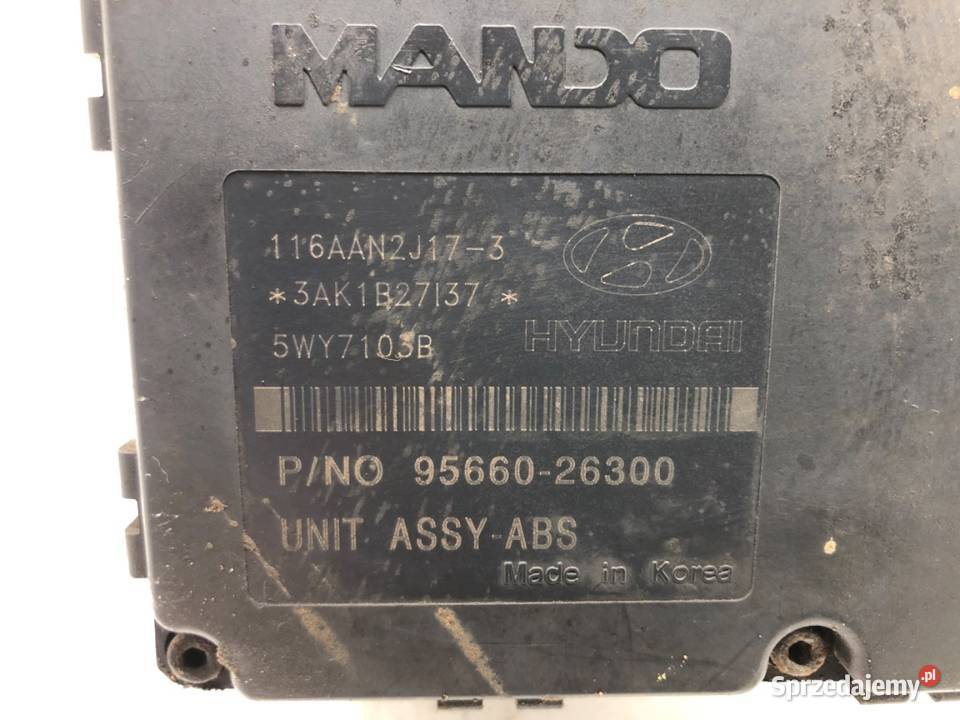 MANDO
116AAN2J17-3
*3AK1B27I37 *
5WY7103B
HYUNDAI
P/NO 95660-26300
UNIT ASSY-ABS
Made in Korea
Sprzedajemy.pl